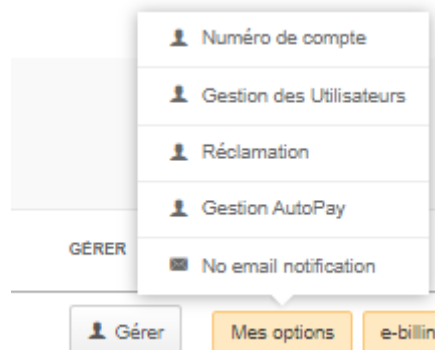 Numéro de compte
Gestion des Utilisateurs
Réclamation
Gestion AutoPay
GÉRER
No email notification
Gérer Mes options e-billin